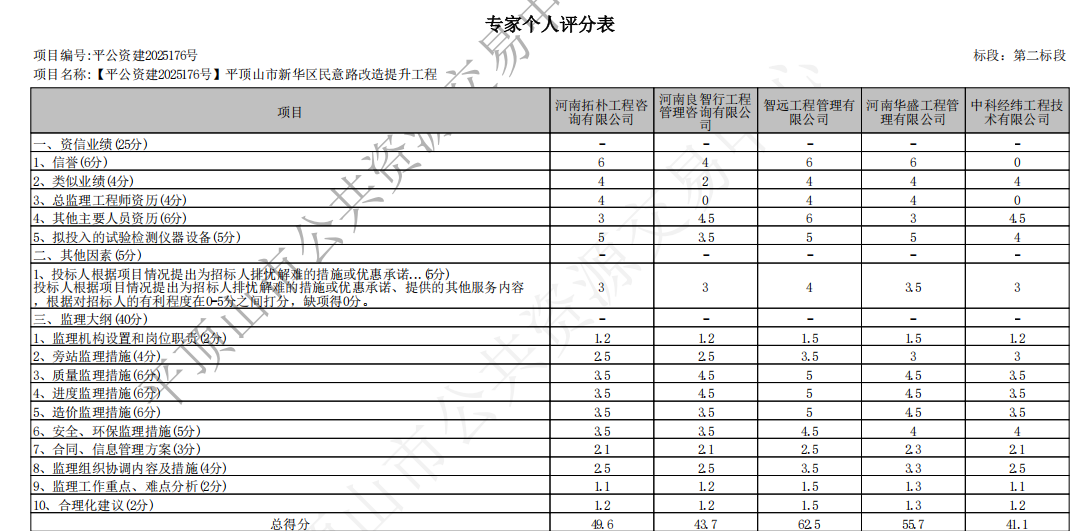 专家个人评分表
项目编号:平公资建2025176号 标段：第二标段
项目名称:【平公资建2025176号】平顶山市新华区民意路改造提升工程
项目 河南拓朴工程咨询有限公司 河南良智行工程管理咨询有限公司 智远工程管理有限公司 河南华盛工程管理有限公司 中科经纬工程技术有限公司
一、资信业绩(25分) - - - - -
1、信誉(6分) 6 4 6 6 0
2、类似业绩(4分) 4 2 4 4 4
3、总监理工程师资历(4分) 4 0 4 4 0
4、其他主要人员资历(6分) 3 4.5 6 3 4.5
5、拟投入的试验检测仪器设备(5分) 5 3.5 5 5 4
二、其他因素(5分) - - - - -
1、投标人根据项目情况提出为招标人排忧解难的措施或优惠承诺...(5分)
投标人根据项目情况提出为招标人排忧解难的措施或优惠承诺、提供的其他服务内容
，根据对招标人的有利程度在0-5分之间打分，缺项得0分。 3 3 4 3.5 3
三、监理大纲(40分) - - - - -
1、监理机构设置和岗位职责(2分) 1.2 1.2 1.5 1.5 1.2
2、旁站监理措施(4分) 2.5 2.5 3.5 3 3
3、质量监理措施(6分) 3.5 4.5 5 4.5 3.5
4、进度监理措施(6分) 3.5 4.5 5 4.5 3.5
5、造价监理措施(6分) 3.5 3.5 5 4.5 3.5
6、安全、环保监理措施(5分) 3.5 3.5 4.5 4 4
7、合同、信息管理方案(3分) 2.1 2.1 2.5 2.3 2.1
8、监理组织协调内容及措施(4分) 2.5 2.5 3.5 3.3 2.5
9、监理工作重点、难点分析(2分) 1.1 1.2 1.5 1.3 1.1
10、合理化建议(2分) 1.2 1.2 1.5 1.3 1.2
总得分 49.6 43.7 62.5 55.7 41.1
平顶山市公共资源交易中
平顶山市公共资源交易中心